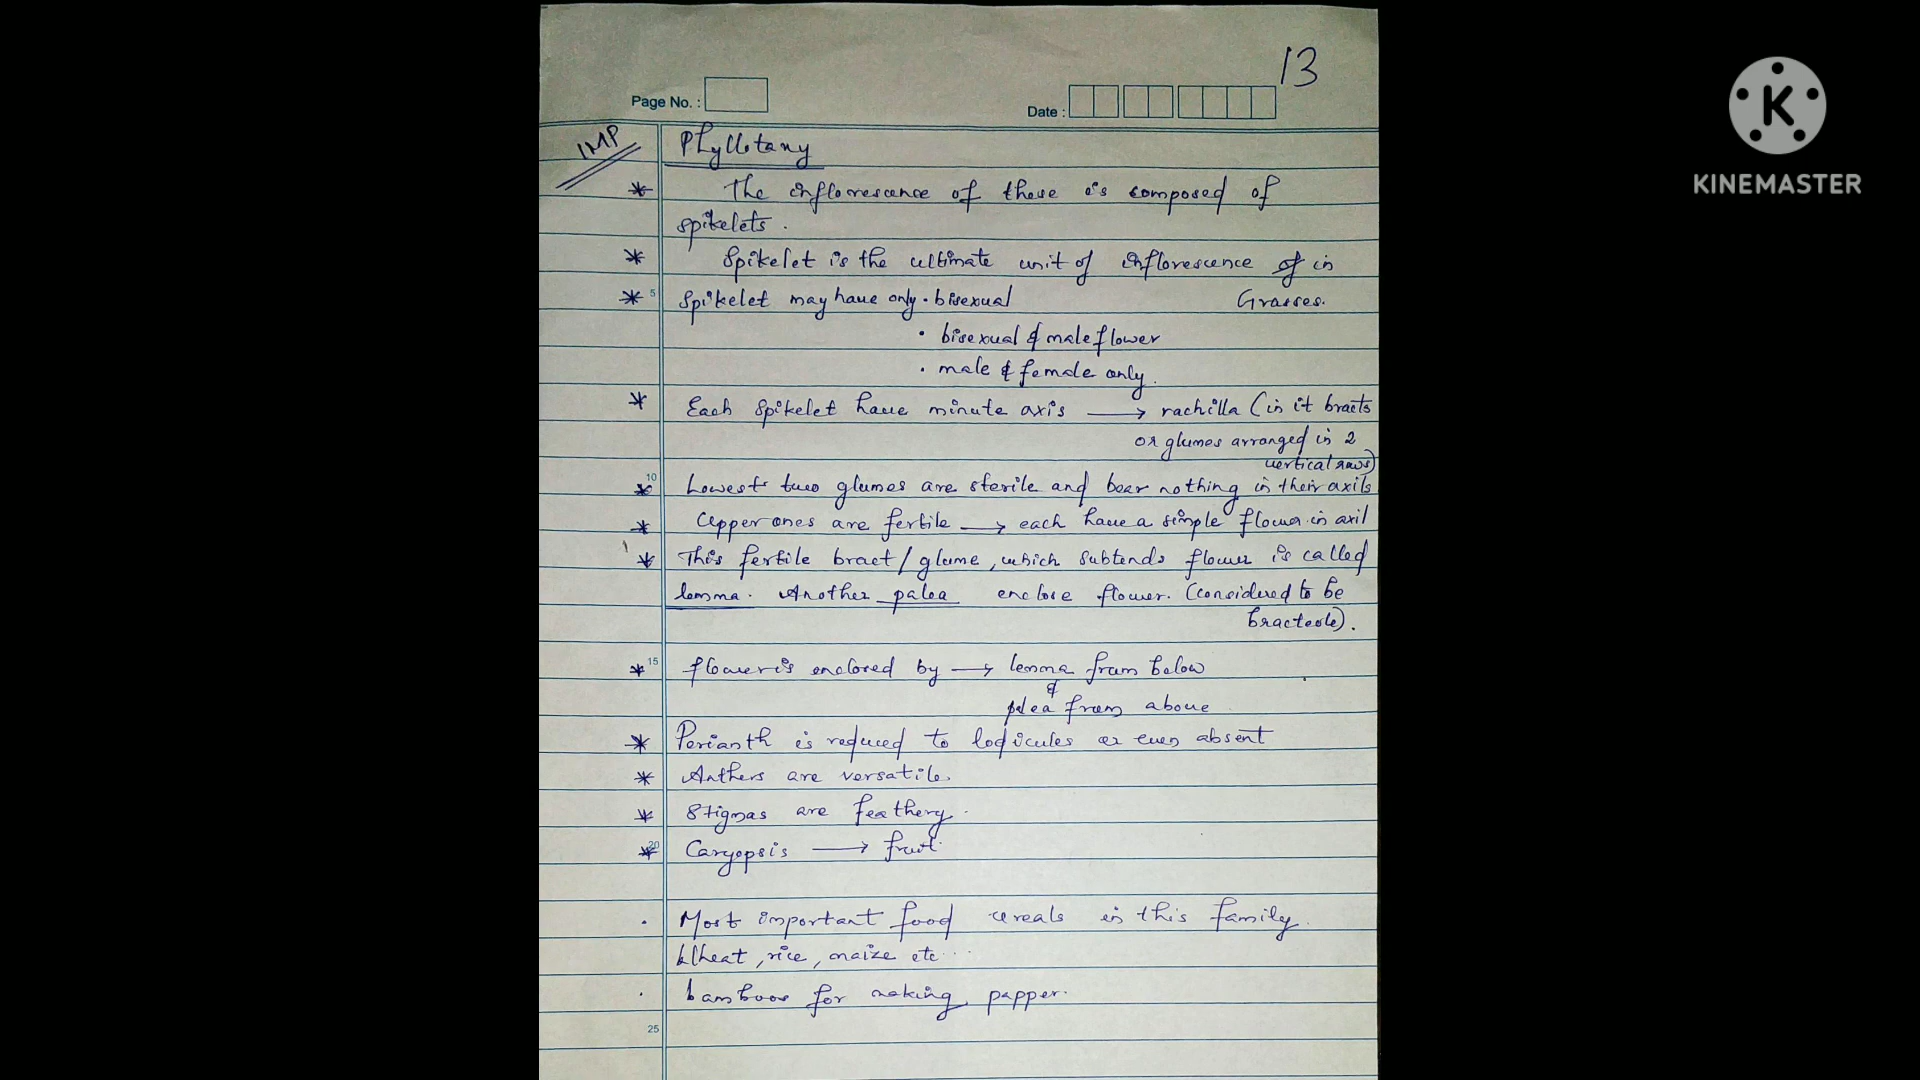 13
Page No. :
Date :
IMP
Phyllotany
* The inflorescence of these is composed of
spikelets.
* Spikelet is the ultimate unit of inflorescence of in
* 5 Spikelet may have only • bisexual Grasses.
• bisexual & male flower
• male & female only.
* Each spikelet have minute axis → rachilla (in it bracts
or glumes arranged in 2
vertical rows)
10
* Lowest two glumes are sterile and bear nothing in their axils
* Upper ones are fertile → each have a simple flower in axil
* This fertile bract/glume, which subtends flower is called
lemma. Another palea enclose flower. (considered to be
bracteole).
* 15 flower is enclosed by → lemma from below
&
plea from above
* Perianth is reduced to lodicules or even absent
* Anthers are versatile.
* Stigmas are feathery.
* 20 Caryopsis → fruit.
. Most important food cereals in this family.
Wheat, rice, maize etc...
. bamboos for making papper.
25
K
KINEMASTER